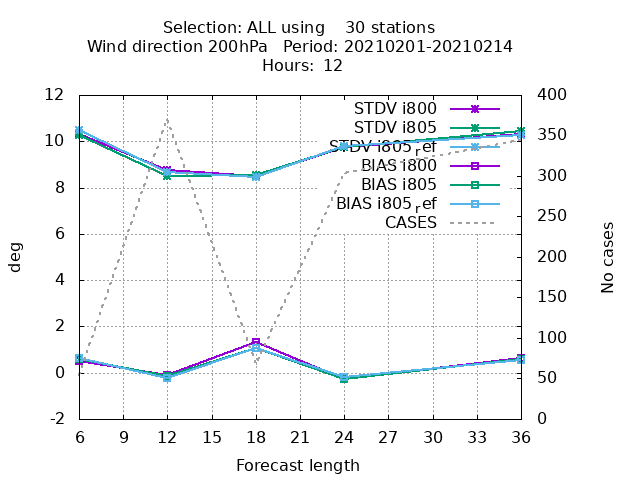 Selection: ALL using    30 stations
Wind direction 200hPa   Period: 20210201-20210214
Hours: 12
STDV i800
STDV i805
STDV i805ref
BIAS i800
BIAS i805
BIAS i805ref
CASES
deg
12
10
8
6
4
2
0
-2
No cases
400
350
300
250
200
150
100
50
0
6 9 12 15 18 21 24 27 30 33 36
Forecast length